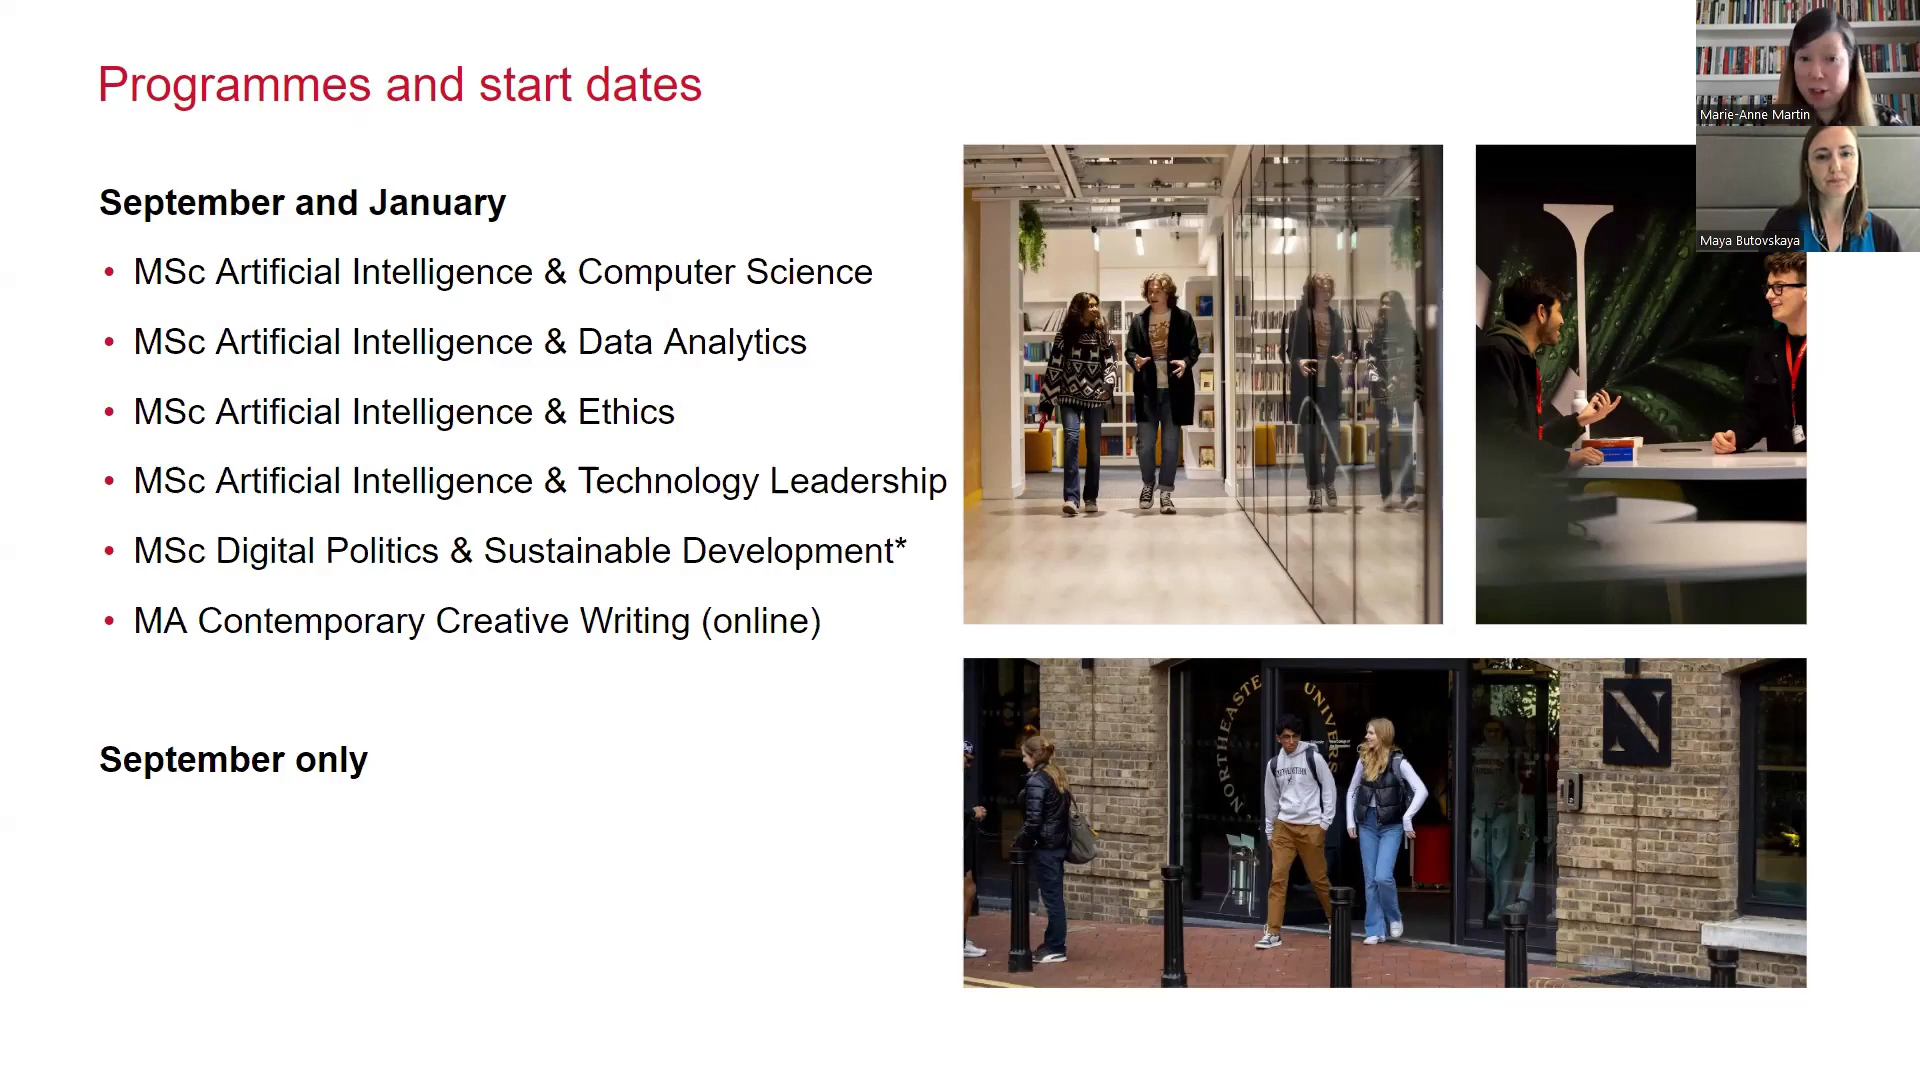 Programmes and start dates
September and January
• MSc Artificial Intelligence & Computer Science
• MSc Artificial Intelligence & Data Analytics
• MSc Artificial Intelligence & Ethics
• MSc Artificial Intelligence & Technology Leadership
• MSc Digital Politics & Sustainable Development*
• MA Contemporary Creative Writing (online)
September only
Marie-Anne Martin
Maya Butovskaya
NORTHEASTE
UNIVERS
N